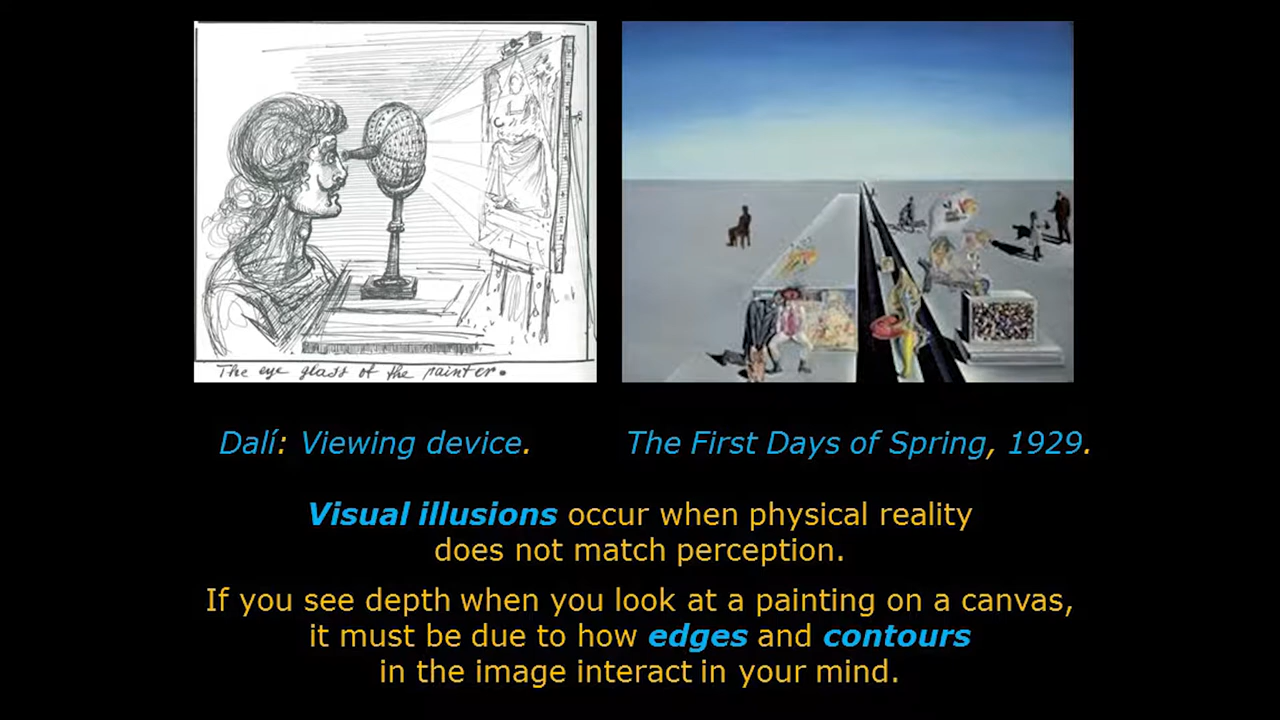 The eye glass of the painter.
Dalí: Viewing device.
The First Days of Spring, 1929.
Visual illusions occur when physical reality
does not match perception.
If you see depth when you look at a painting on a canvas,
it must be due to how edges and contours
in the image interact in your mind.